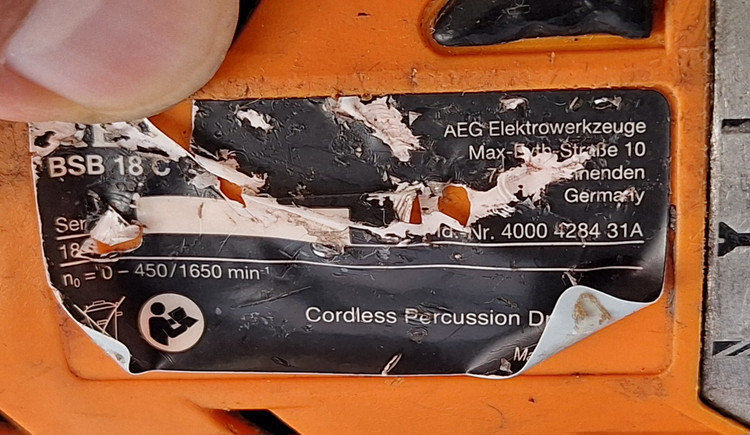 BSB 18 C
AEG Elektrowerkzeuge
Max-Eyth-Straße 10
Germany
Nr. 4000 4284 31A
n₀ = 0 – 450/1650 min⁻¹
Cordless Percussion